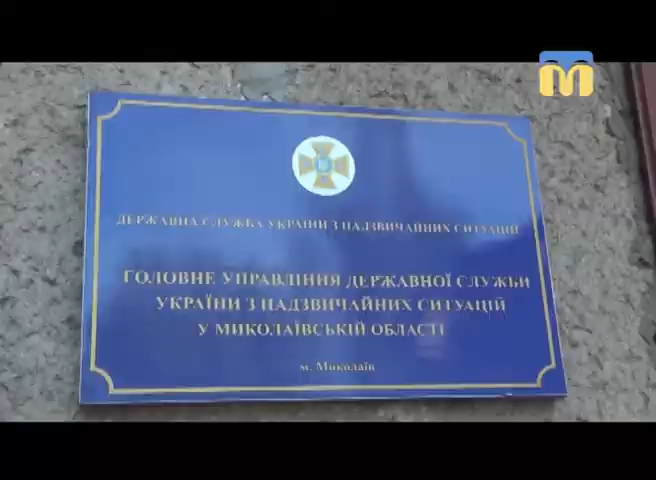 ДЕРЖАВНА СЛУЖБА УКРАЇНИ З НАДЗВИЧАЙНИХ СИТУАЦІЙ
ГОЛОВНЕ УПРАВЛІННЯ ДЕРЖАВНОЇ СЛУЖБИ
УКРАЇНИ З НАДЗВИЧАЙНИХ СИТУАЦІЙ
У МИКОЛАЇВСЬКІЙ ОБЛАСТІ
м. Миколаїв